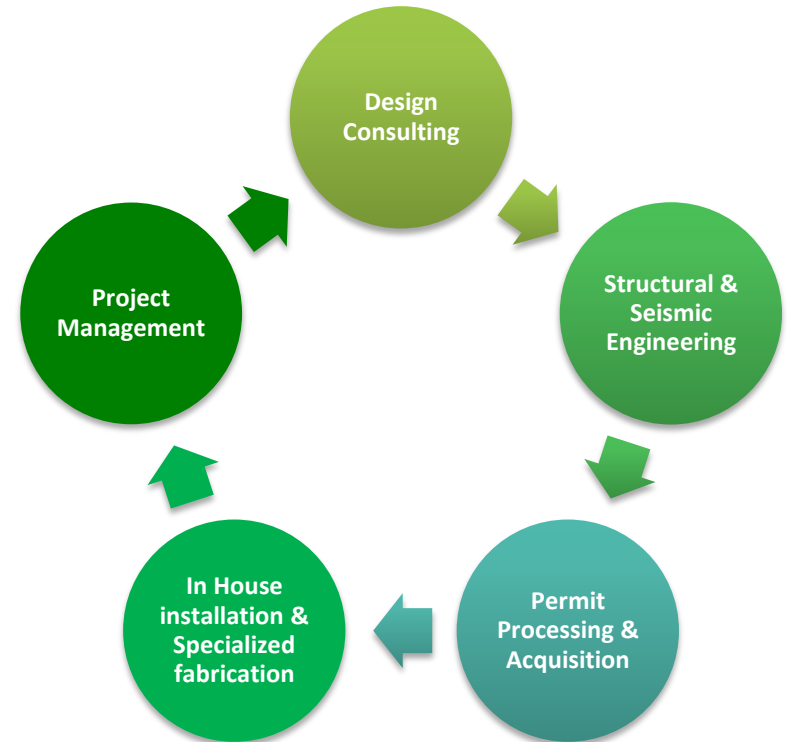 Design
Consulting
Structural &
Seismic
Engineering
Permit
Processing &
Acquisition
In House
installation &
Specialized
fabrication
Project
Management